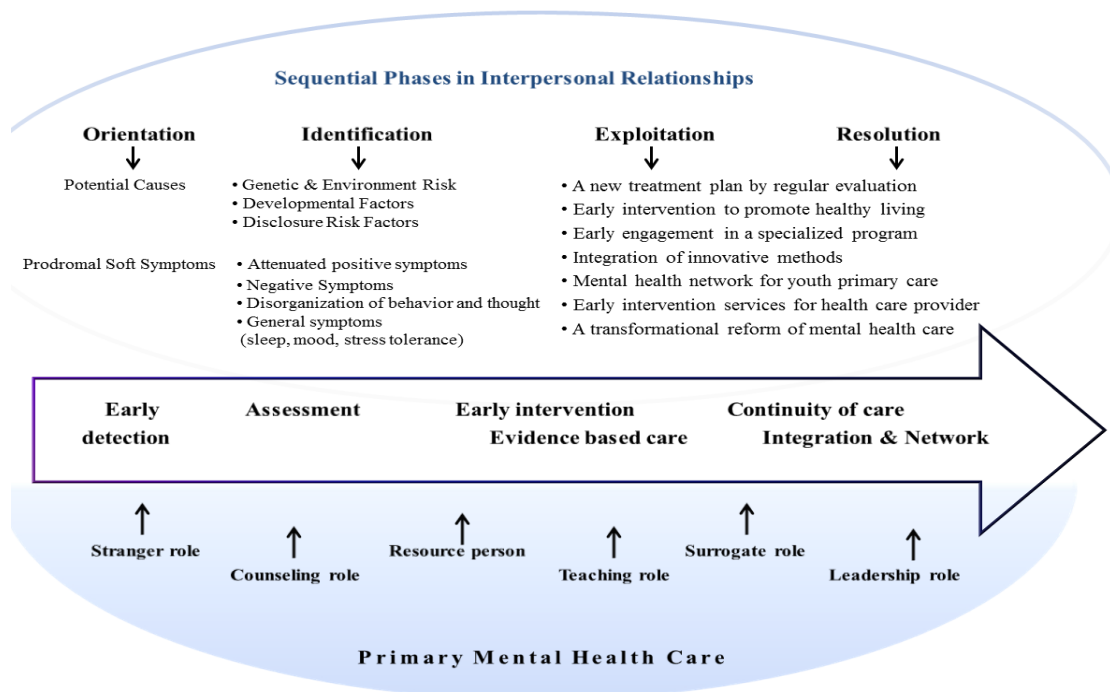 Sequential Phases in Interpersonal Relationships
Orientation
Identification
Exploitation
Resolution
Potential Causes
• Genetic & Environment Risk
• Developmental Factors
• Disclosure Risk Factors
Prodromal Soft Symptoms
• Attenuated positive symptoms
• Negative Symptoms
• Disorganization of behavior and thought
• General symptoms
(sleep, mood, stress tolerance)
• A new treatment plan by regular evaluation
• Early intervention to promote healthy living
• Early engagement in a specialized program
• Integration of innovative methods
• Mental health network for youth primary care
• Early intervention services for health care provider
• A transformational reform of mental health care
Early
detection
Assessment
Early intervention
Evidence based care
Continuity of care
Integration & Network
Stranger role
Counseling role
Resource person
Teaching role
Surrogate role
Leadership role
Primary Mental Health Care